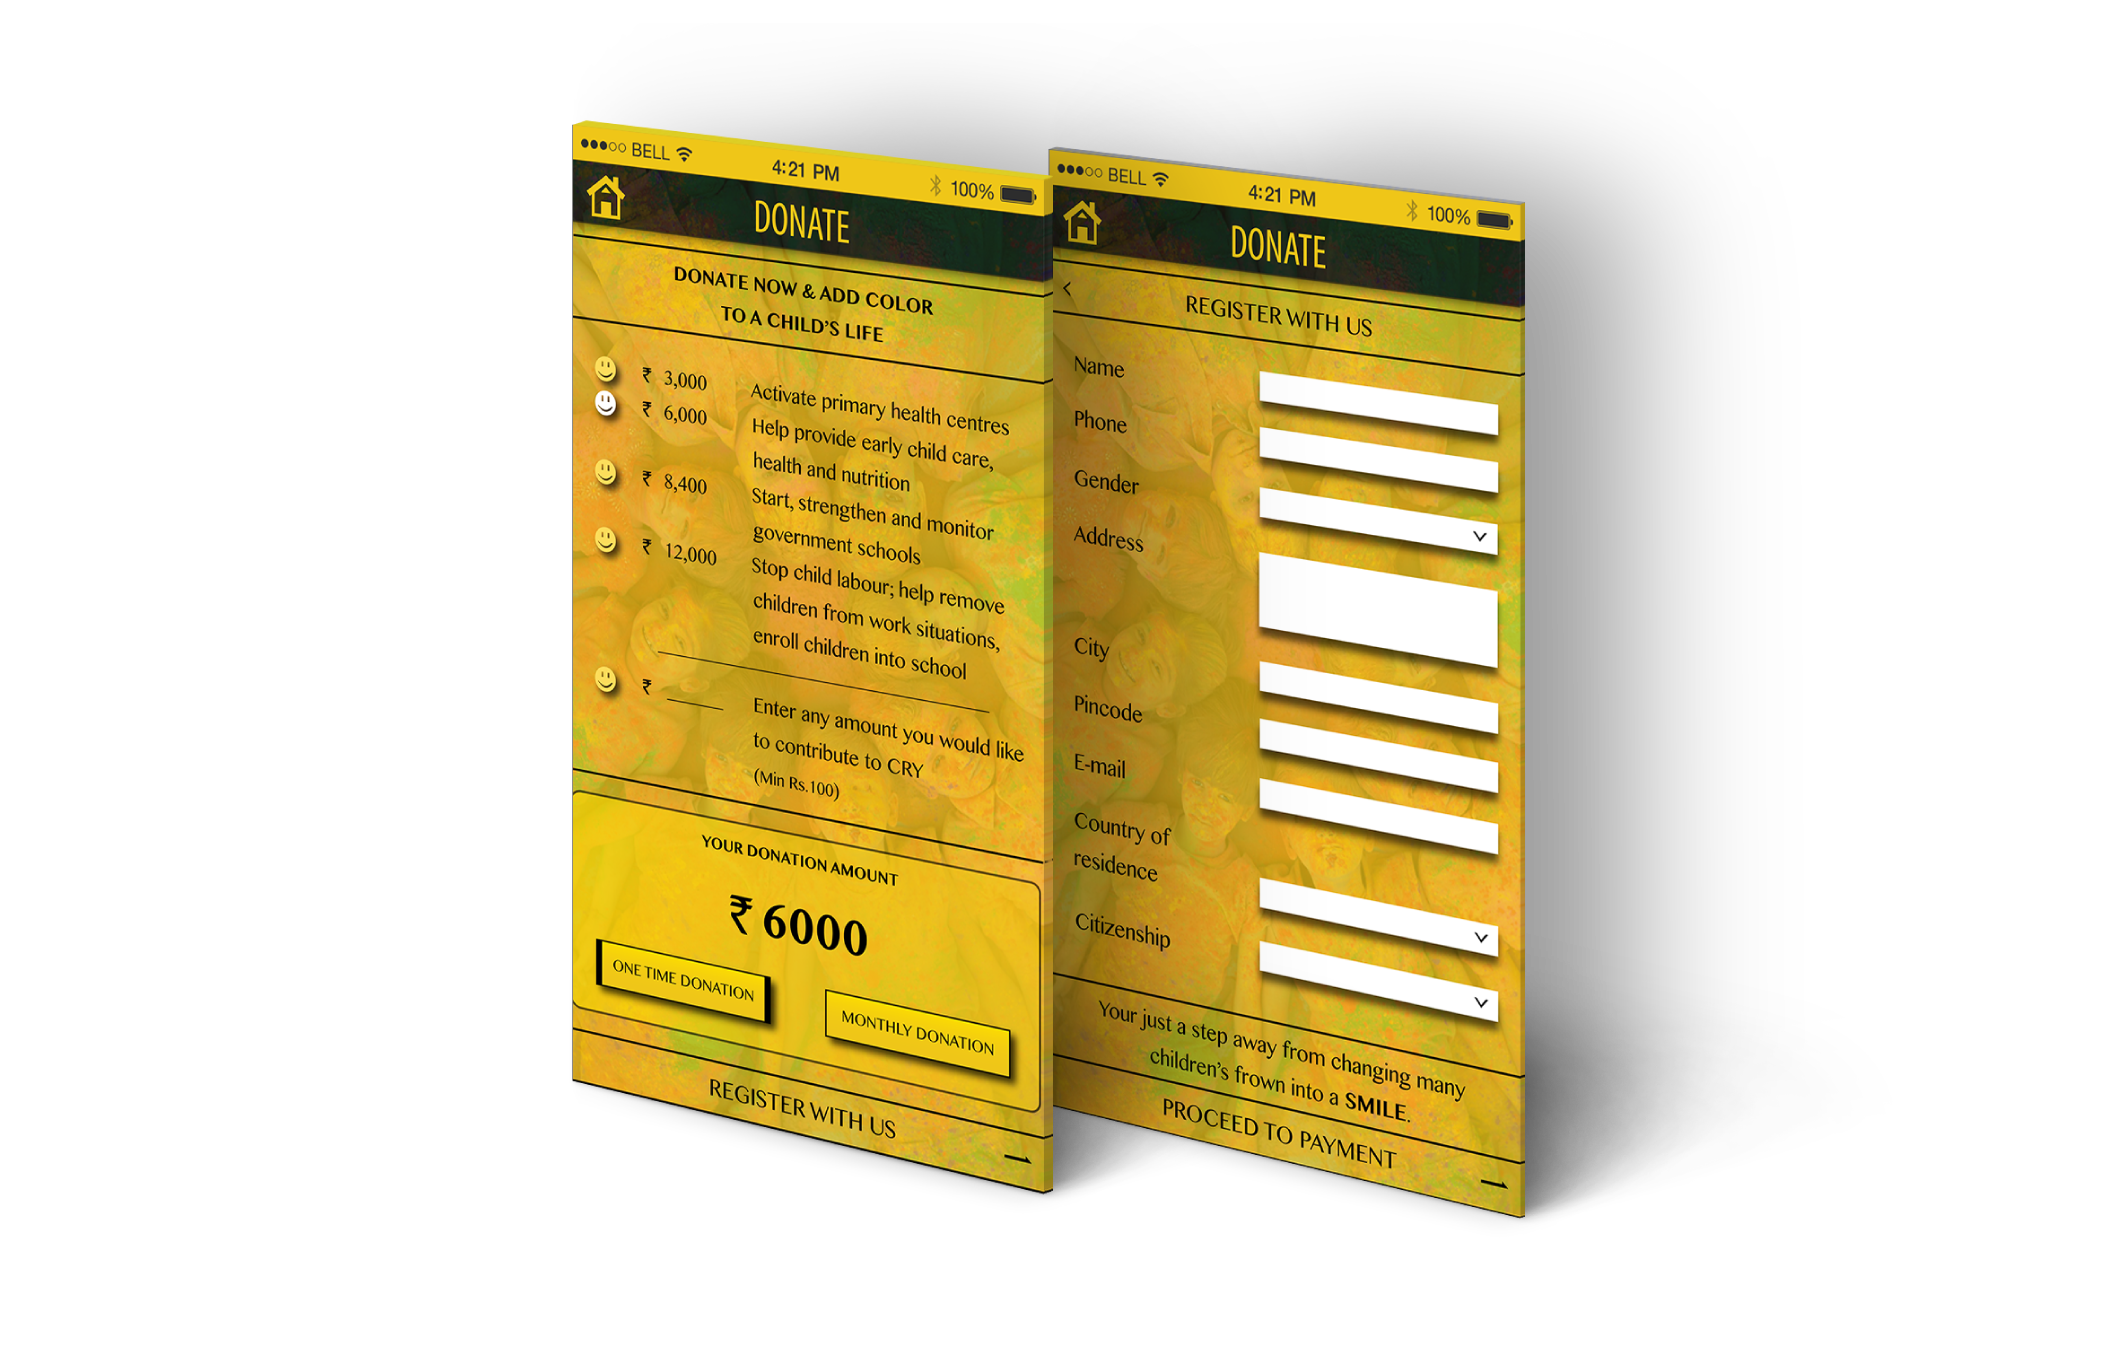 BELL
4:21 PM
100%
DONATE
DONATE NOW & ADD COLOR
TO A CHILD'S LIFE
₹ 3,000 Activate primary health centres
₹ 6,000 Help provide early child care,
health and nutrition
₹ 8,400 Start, strengthen and monitor
government schools
₹ 12,000 Stop child labour; help remove
children from work situations,
enroll children into school
₹ Enter any amount you would like
to contribute to CRY
(Min Rs.100)
YOUR DONATION AMOUNT
₹ 6000
ONE TIME DONATION
MONTHLY DONATION
REGISTER WITH US
BELL
4:21 PM
100%
DONATE
REGISTER WITH US
Name
Phone
Gender
Address
City
Pincode
E-mail
Country of
residence
Citizenship
Your just a step away from changing many
children's frown into a SMILE.
PROCEED TO PAYMENT